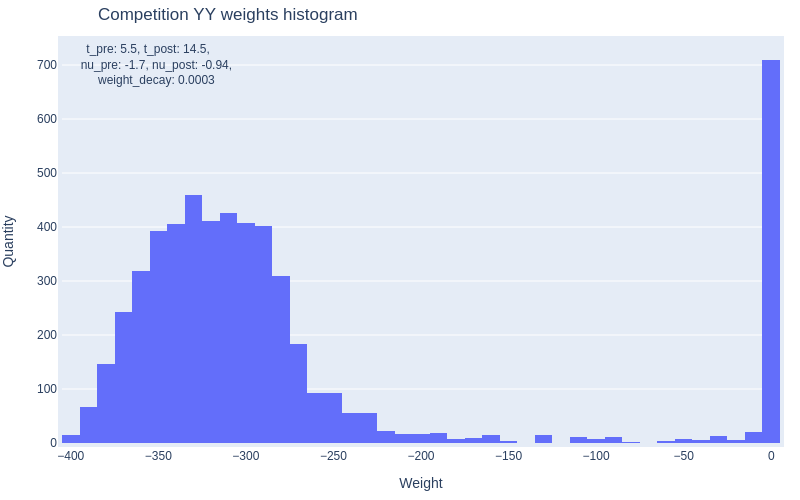 Competition YY weights histogram
t_pre: 5.5, t_post: 14.5,
nu_pre: -1.7, nu_post: -0.94,
weight_decay: 0.0003
700
600
500
400
300
200
100
0
Quantity
−400 −350 −300 −250 −200 −150 −100 −50 0
Weight